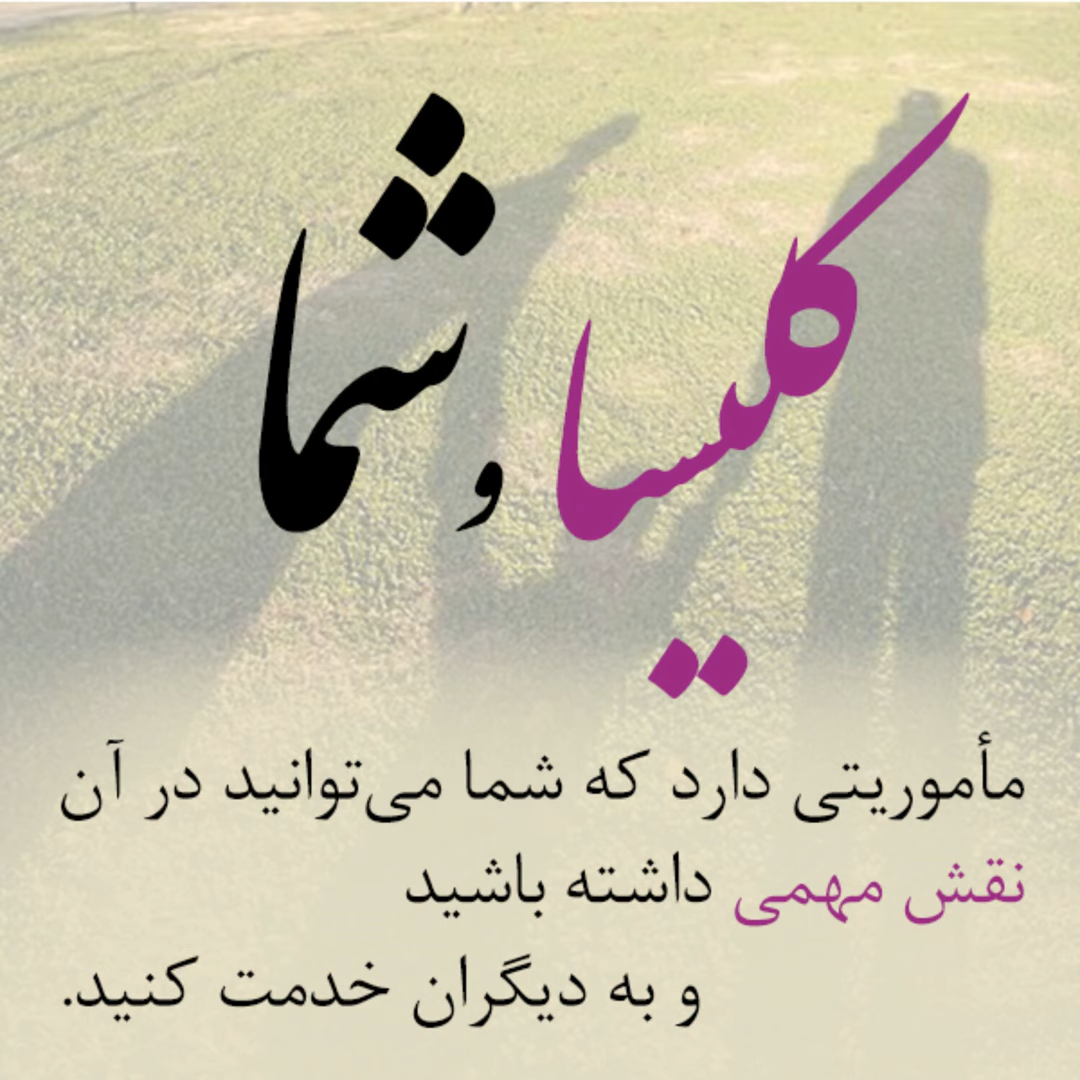 کلیسا و شما
مأموریتی دارد که شما می‌توانید در آن
نقش مهمی داشته باشید
و به دیگران خدمت کنید.